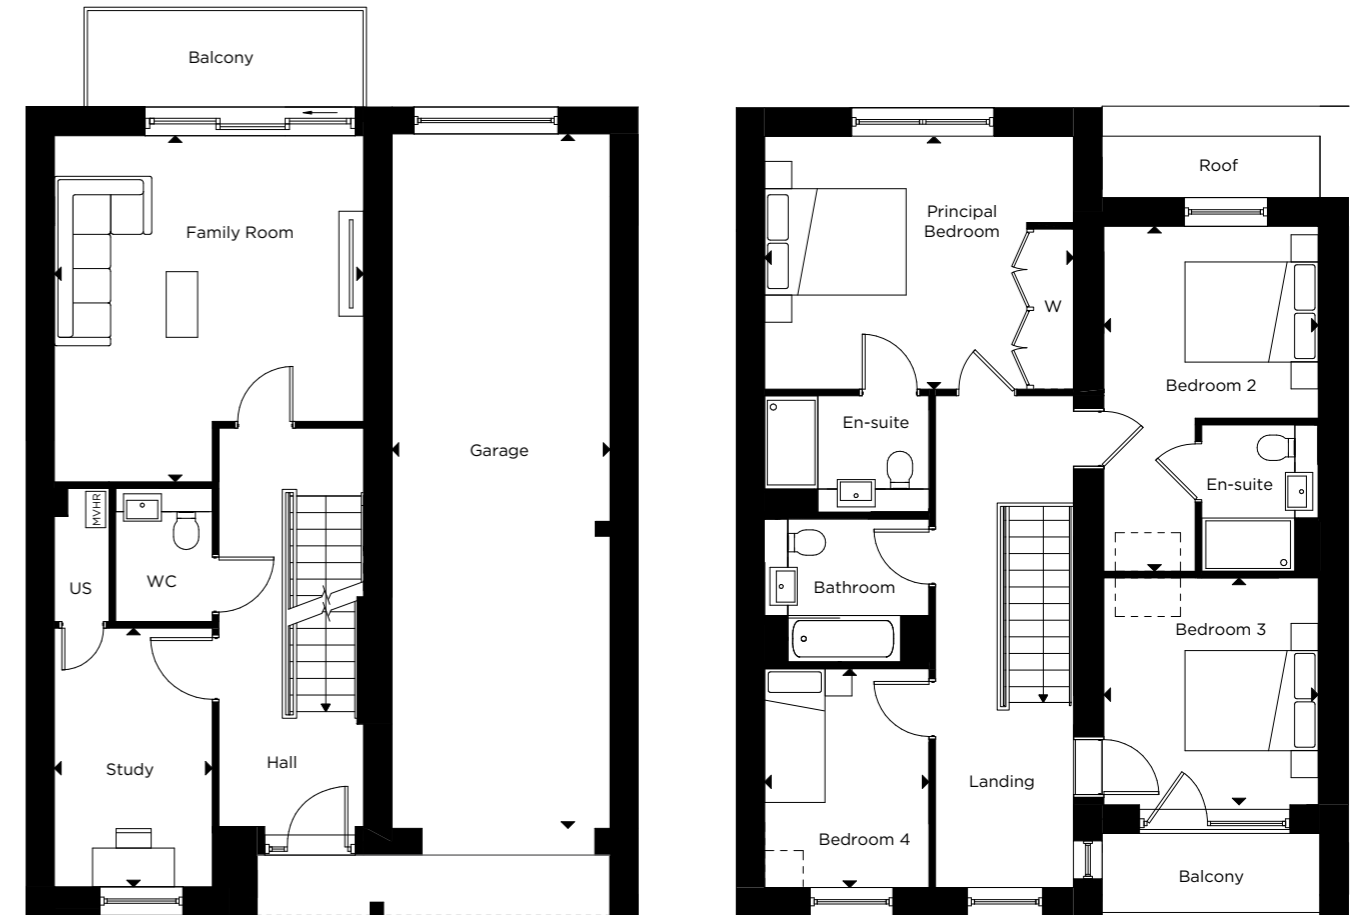 Balcony
Family Room
Garage
MVHR
US
WC
Study
Hall
Roof
Principal
Bedroom
W
Bedroom 2
En-suite
En-suite
Bathroom
Bedroom 3
Landing
Bedroom 4
Balcony